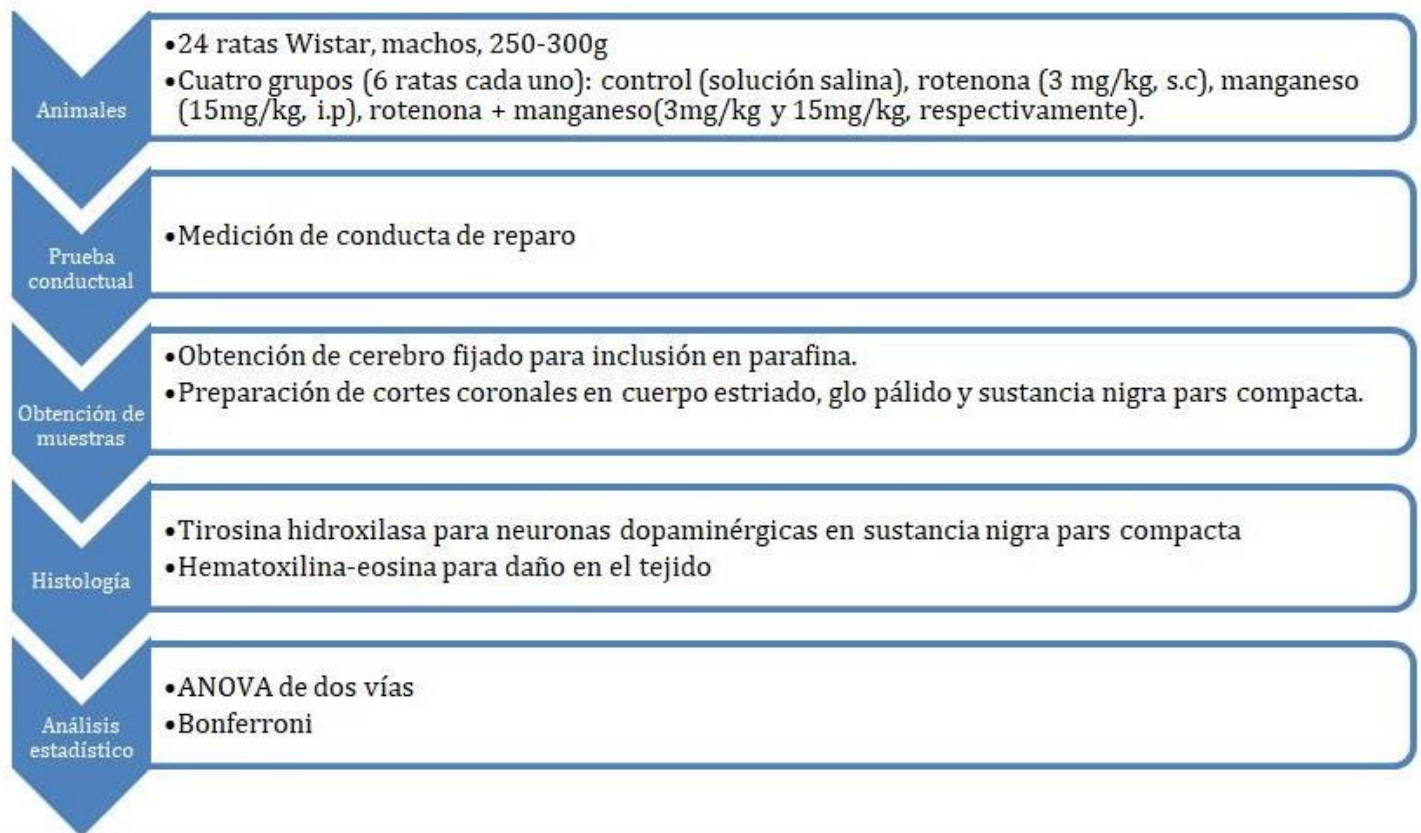 Animales
•24 ratas Wistar, machos, 250-300g
•Cuatro grupos (6 ratas cada uno): control (solución salina), rotenona (3 mg/kg, s.c), manganeso
(15mg/kg, i.p), rotenona + manganeso(3mg/kg y 15mg/kg, respectivamente).
Prueba
conductual
•Medición de conducta de reparo
Obtención de
muestras
•Obtención de cerebro fijado para inclusión en parafina.
•Preparación de cortes coronales en cuerpo estriado, glo pálido y sustancia nigra pars compacta.
Histología
•Tirosina hidroxilasa para neuronas dopaminérgicas en sustancia nigra pars compacta
•Hematoxilina-eosina para daño en el tejido
Análisis
estadístico
•ANOVA de dos vías
•Bonferroni